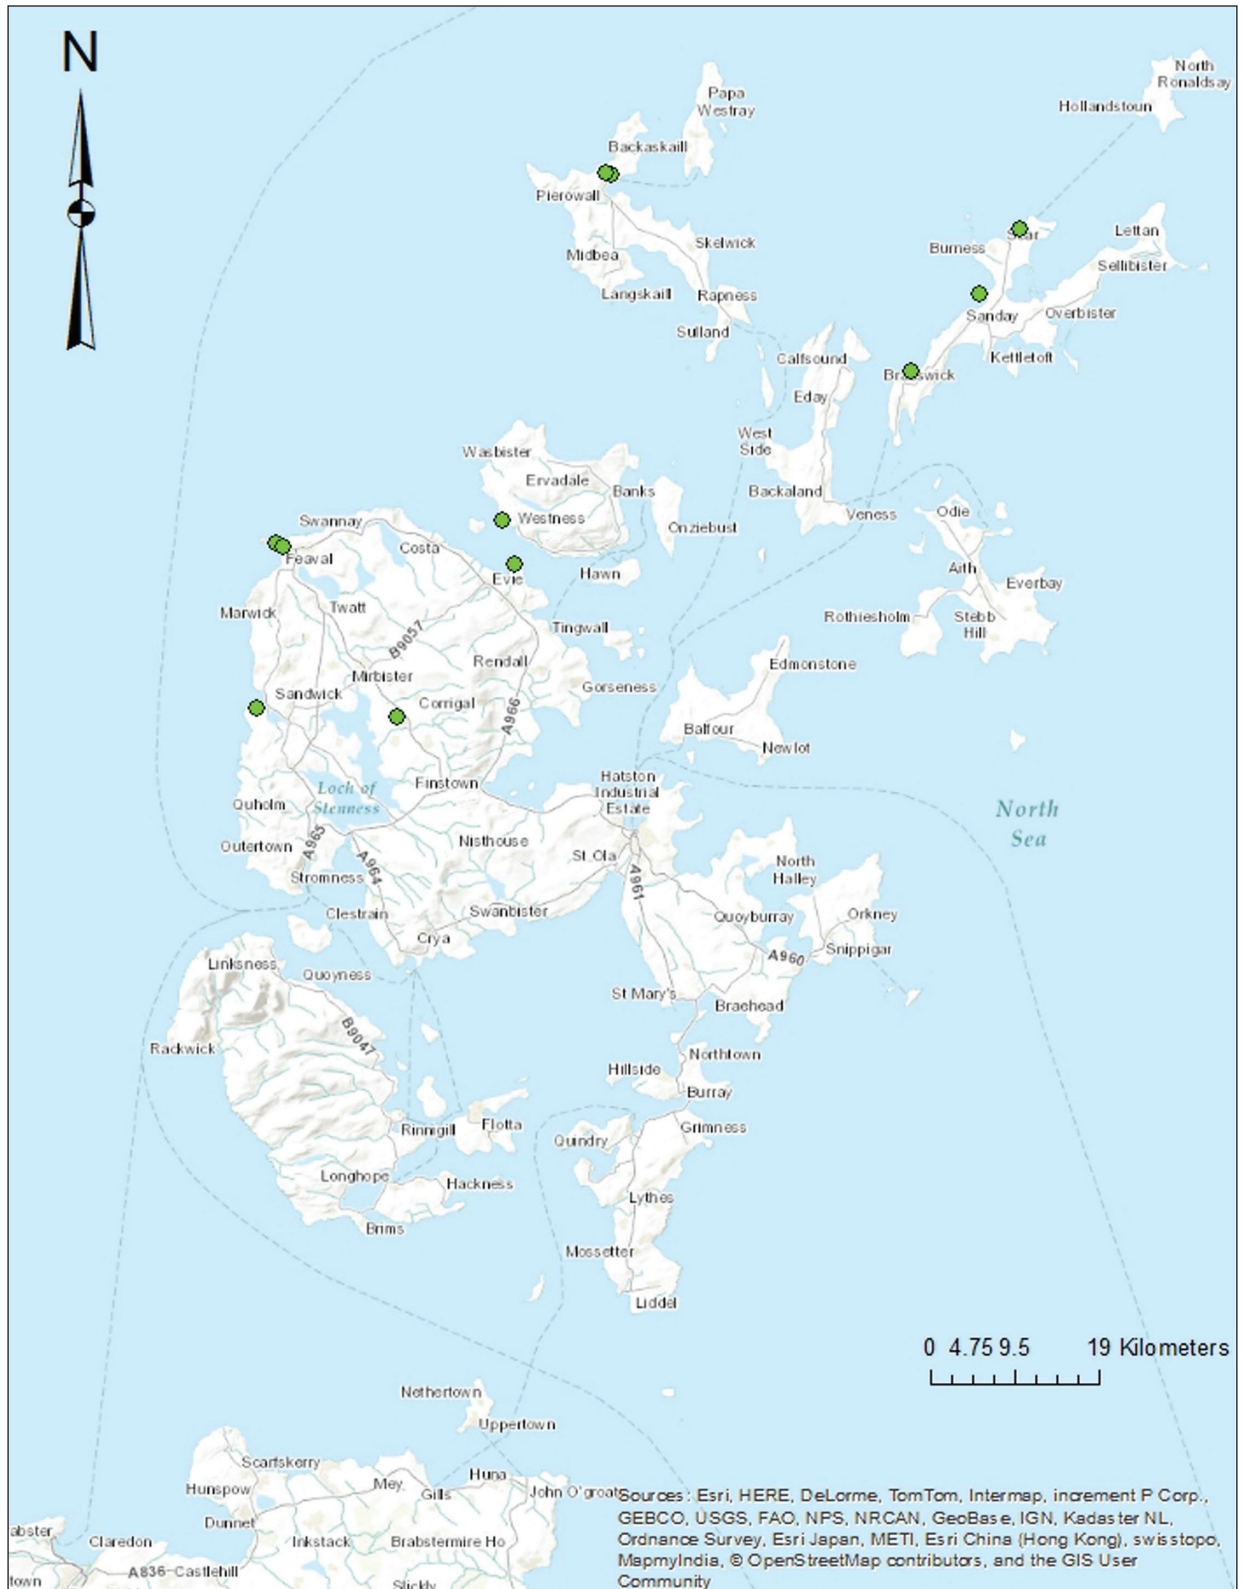 N
North
Ronaldsay
Hollandstoun
Papa
Westray
Backaskaill
Pierowall
Skelwick
Midbea
Langskaill
Rapness
Sulland
Lettan
Burness
Sellibister
Sanday
Overbister
Kettletoft
Calfsound
Eday
West
Side
Backaland
Veness
Odie
Aith
Everbay
Rothiesholm
Stebb
Hill
Wasbister
Ervadale
Banks
Westness
Onziebust
Hawn
Swannay
Costa
Feaval
Evie
Marwick
Twatt
B9057
Tingwall
Rendall
Mirbister
Gorseness
Sandwick
Corrigal
A966
Edmonstone
Balfour
Newlot
Finstown
Hatston
Industrial
Estate
Loch of
Stenness
Quholm
North
Sea
A965
Outertown
Nisthouse
St. Ola
A964
A961
Stromness
North
Halley
Clestrain
Swanbister
Quoyburray
Orkney
Crya
Snippigar
A960
Linksness
Quoyness
St Mary's
Braehead
B9047
Rackwick
Northtown
Hillside
Burray
Rinnigill
Flotta
Quindry
Grimness
Longhope
Hackness
Lythes
Brims
Mossetter
Liddel
0 4.75 9.5 19 Kilometers
Nethertown
Uppertown
Scarfskerry
Hunspow
Mey
Gills
Huna
John O'groats
Dunnet
abster
Claredon
Inkstack
Brabstermire Ho
A836
Castlehill
town
Slickly
Sources: Esri, HERE, DeLorme, TomTom, Intermap, increment P Corp.,
GEBCO, USGS, FAO, NPS, NRCAN, GeoBase, IGN, Kadaster NL,
Ordnance Survey, Esri Japan, METI, Esri China (Hong Kong), swisstopo,
MapmyIndia, © OpenStreetMap contributors, and the GIS User
Community